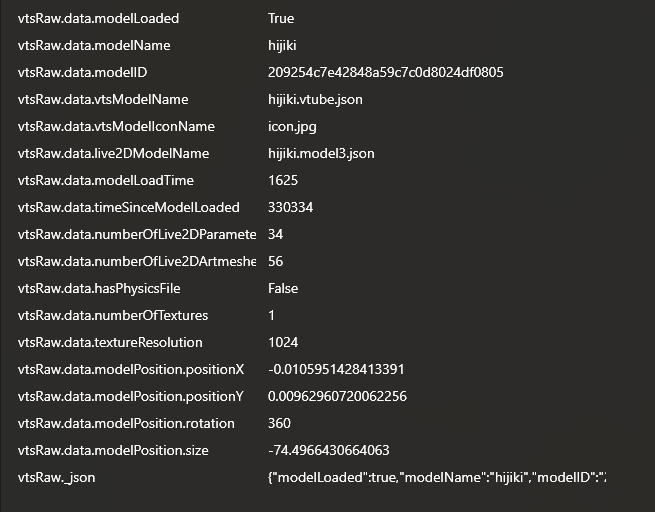 vtsRaw.data.modelLoaded True
vtsRaw.data.modelName hijiki
vtsRaw.data.modelID 209254c7e42848a59c7c0d8024df0805
vtsRaw.data.vtsModelName hijiki.vtube.json
vtsRaw.data.vtsModelIconName icon.jpg
vtsRaw.data.live2DModelName hijiki.model3.json
vtsRaw.data.modelLoadTime 1625
vtsRaw.data.timeSinceModelLoaded 330334
vtsRaw.data.numberOfLive2DParamete 34
vtsRaw.data.numberOfLive2DArtmeshe 56
vtsRaw.data.hasPhysicsFile False
vtsRaw.data.numberOfTextures 1
vtsRaw.data.textureResolution 1024
vtsRaw.data.modelPosition.positionX -0.0105951428413391
vtsRaw.data.modelPosition.positionY 0.00962960720062256
vtsRaw.data.modelPosition.rotation 360
vtsRaw.data.modelPosition.size -74.4966430664063
vtsRaw._json {"modelLoaded":true,"modelName":"hijiki","modelID":"